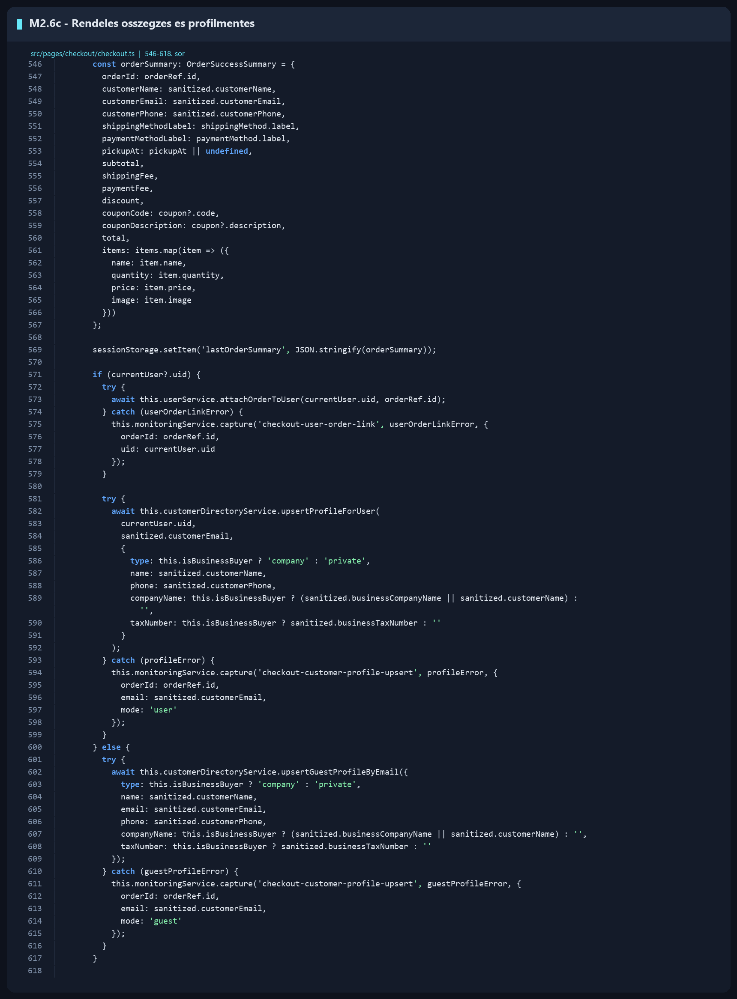 M2.6c - Rendeles osszegzes es profilmentes
src/pages/checkout/checkout.ts | 546-618. sor
546 const orderSummary: OrderSuccessSummary = {
547 orderId: orderRef.id,
548 customerName: sanitized.customerName,
549 customerEmail: sanitized.customerEmail,
550 customerPhone: sanitized.customerPhone,
551 shippingMethodLabel: shippingMethod.label,
552 paymentMethodLabel: paymentMethod.label,
553 pickupAt: pickupAt || undefined,
554 subtotal,
555 shippingFee,
556 paymentFee,
557 discount,
558 couponCode: coupon?.code,
559 couponDescription: coupon?.description,
560 total,
561 items: items.map(item => ({
562 name: item.name,
563 quantity: item.quantity,
564 price: item.price,
565 image: item.image
566 }))
567 };
568
569 sessionStorage.setItem('lastOrderSummary', JSON.stringify(orderSummary));
570
571 if (currentUser?.uid) {
572 try {
573 await this.userService.attachOrderToUser(currentUser.uid, orderRef.id);
574 } catch (userOrderLinkError) {
575 this.monitoringService.capture('checkout-user-order-link', userOrderLinkError, {
576 orderId: orderRef.id,
577 uid: currentUser.uid
578 });
579 }
580
581 try {
582 await this.customerDirectoryService.upsertProfileForUser(
583 currentUser.uid,
584 sanitized.customerEmail,
585 {
586 type: this.isBusinessBuyer ? 'company' : 'private',
587 name: sanitized.customerName,
588 phone: sanitized.customerPhone,
589 companyName: this.isBusinessBuyer ? (sanitized.businessCompanyName || sanitized.customerName) :
'',
590 taxNumber: this.isBusinessBuyer ? sanitized.businessTaxNumber : ''
591 }
592 );
593 } catch (profileError) {
594 this.monitoringService.capture('checkout-customer-profile-upsert', profileError, {
595 orderId: orderRef.id,
596 email: sanitized.customerEmail,
597 mode: 'user'
598 });
599 }
600 } else {
601 try {
602 await this.customerDirectoryService.upsertGuestProfileByEmail({
603 type: this.isBusinessBuyer ? 'company' : 'private',
604 name: sanitized.customerName,
605 email: sanitized.customerEmail,
606 phone: sanitized.customerPhone,
607 companyName: this.isBusinessBuyer ? (sanitized.businessCompanyName || sanitized.customerName) : '',
608 taxNumber: this.isBusinessBuyer ? sanitized.businessTaxNumber : ''
609 });
610 } catch (guestProfileError) {
611 this.monitoringService.capture('checkout-customer-profile-upsert', guestProfileError, {
612 orderId: orderRef.id,
613 email: sanitized.customerEmail,
614 mode: 'guest'
615 });
616 }
617 }
618